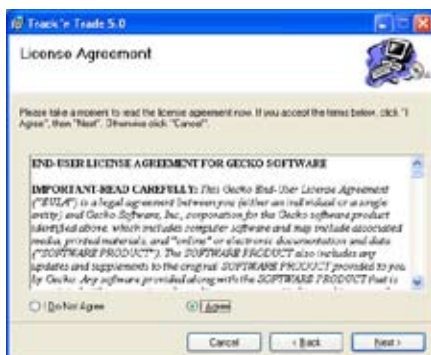 Track'n Trade 5.0
License Agreement
Please take a moment to read the license agreement now. If you accept the terms below, click "I
Agree", then "Next". Otherwise click "Cancel".
END-USER LICENSE AGREEMENT FOR GECKO SOFTWARE
IMPORTANT-READ CAREFULLY: This Gecko End-User License Agreement
("EULA") is a legal agreement between you (either an individual or a single
entity) and Gecko Software, Inc., corporation for the Gecko software product
identified above, which includes computer software and may include associated
media, printed materials, and "online" or electronic documentation and data
("SOFTWARE PRODUCT"). The SOFTWARE PRODUCT also includes any
updates and supplements to the original SOFTWARE PRODUCT provided to you
by Gecko. Any software provided along with the SOFTWARE PRODUCT that is
I Do Not Agree
I Agree
Cancel
< Back
Next >